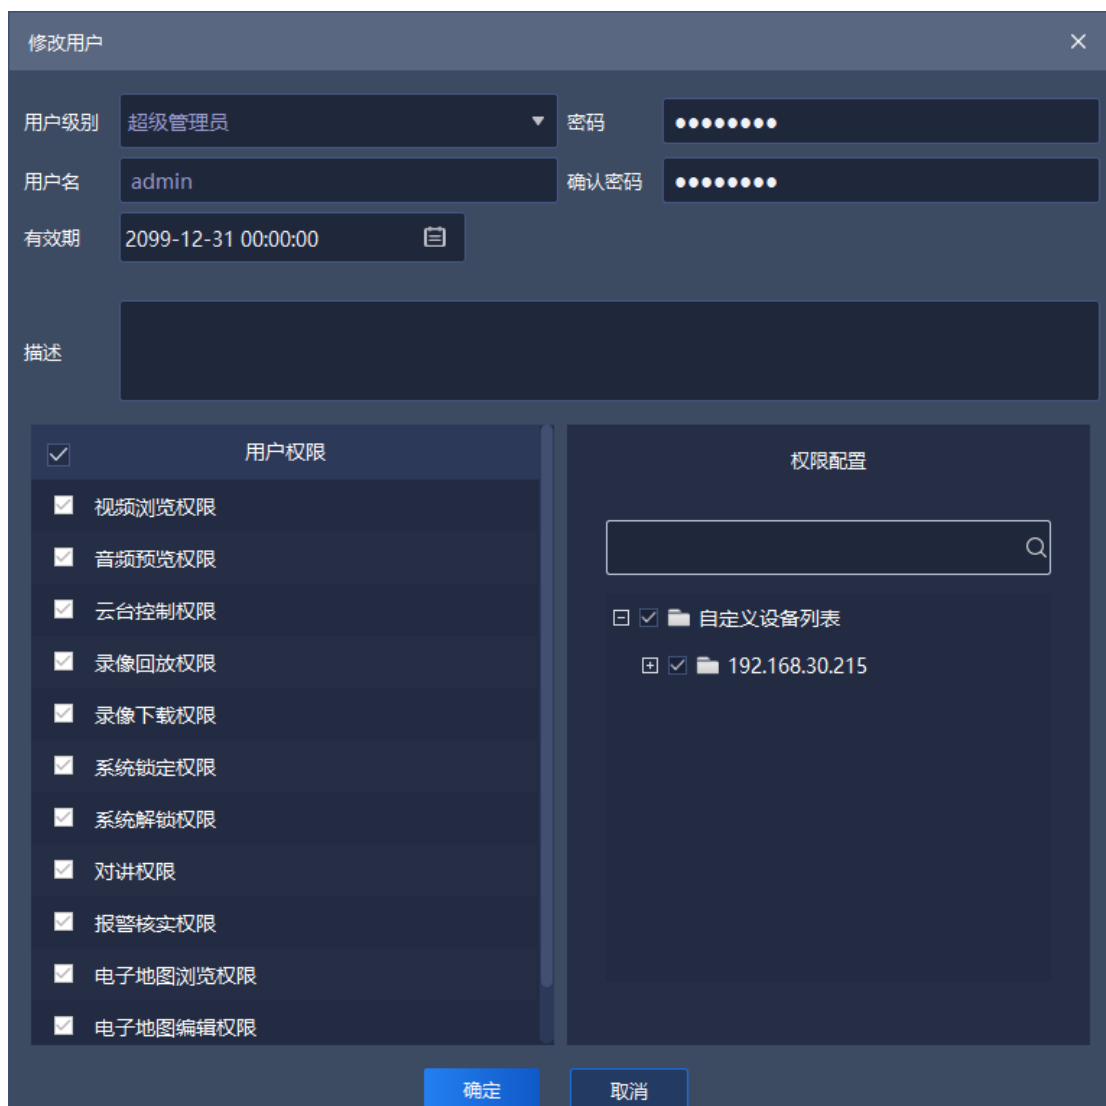 修改用户
用户级别 超级管理员 密码 ●●●●●●●●
用户名 admin 确认密码 ●●●●●●●●
有效期 2099-12-31 00:00:00
描述
用户权限
视频浏览权限
音频预览权限
云台控制权限
录像回放权限
录像下载权限
系统锁定权限
系统解锁权限
对讲权限
报警核实权限
电子地图浏览权限
电子地图编辑权限
权限配置
自定义设备列表
192.168.30.215
确定 取消